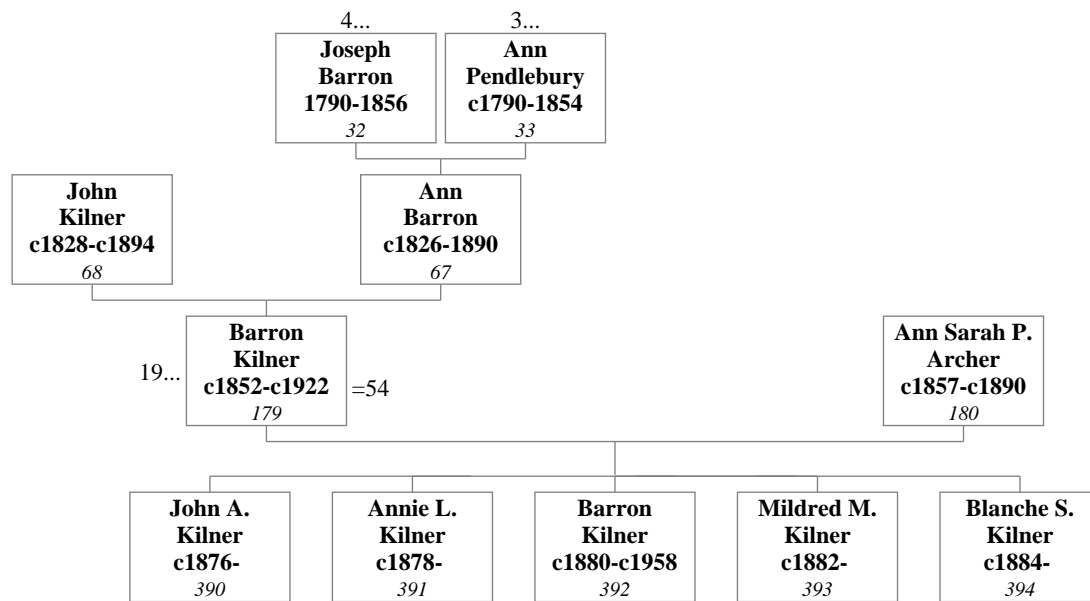 4...
3...
Joseph
Barron
1790-1856
32
Ann
Pendlebury
c1790-1854
33
John
Kilner
c1828-c1894
68
Ann
Barron
c1826-1890
67
19...
Barron
Kilner
c1852-c1922
179
=54
Ann Sarah P.
Archer
c1857-c1890
180
John A.
Kilner
c1876-
390
Annie L.
Kilner
c1878-
391
Barron
Kilner
c1880-c1958
392
Mildred M.
Kilner
c1882-
393
Blanche S.
Kilner
c1884-
394